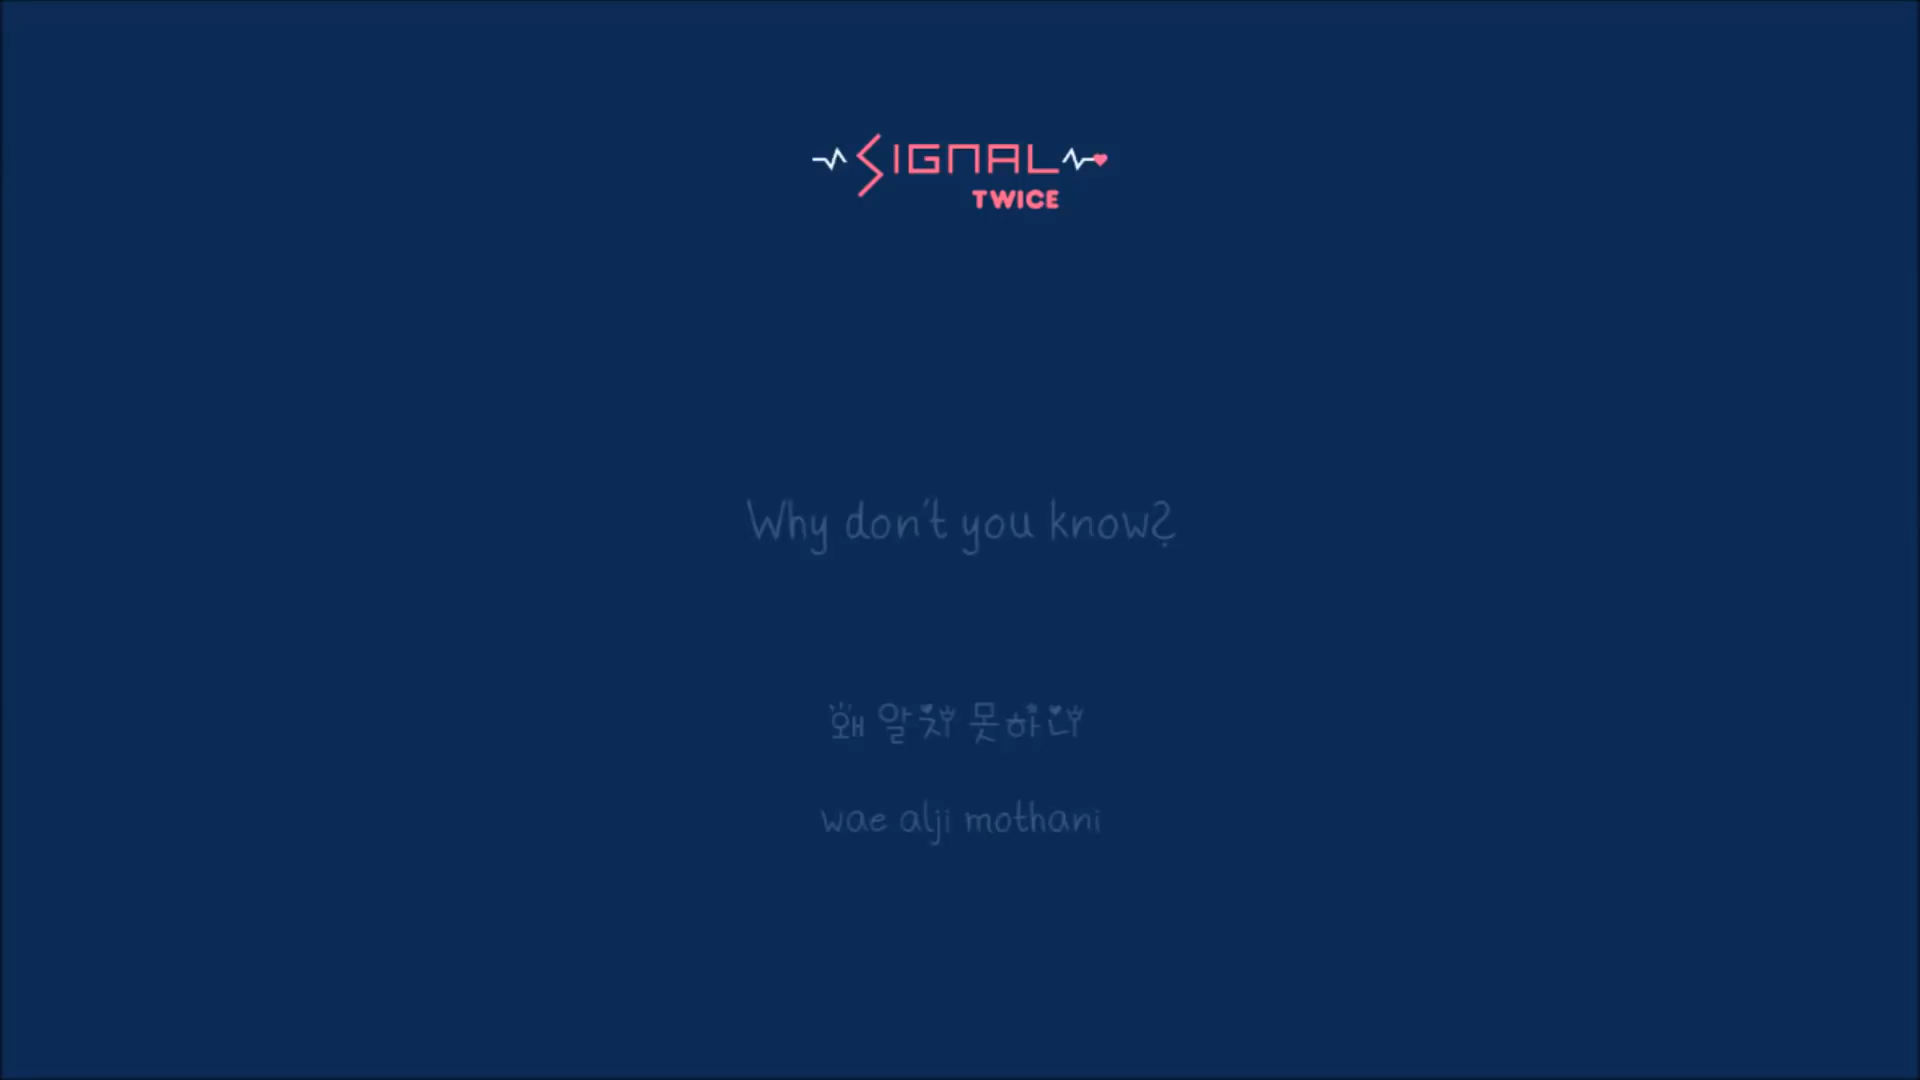 SIGNAL
TWICE
Why don't you know?
왜 알지 못하니
wae alji mothani